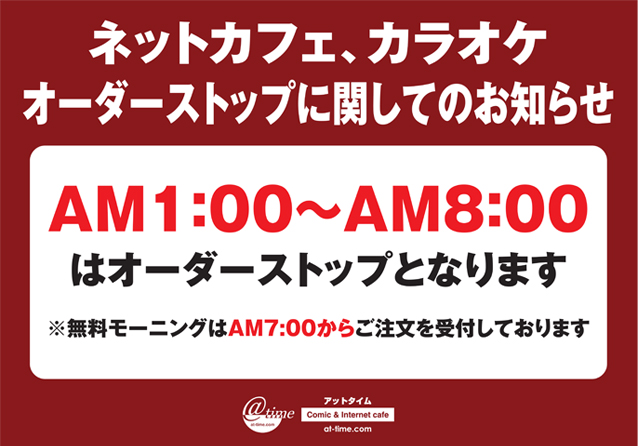 ネットカフェ、カラオケ
オーダーストップに関してのお知らせ
AM1:00〜AM8:00
はオーダーストップとなります
※無料モーニングはAM7:00からご注文を受付しております
@time
at-time.com
アットタイム
Comic & Internet cafe
at-time.com